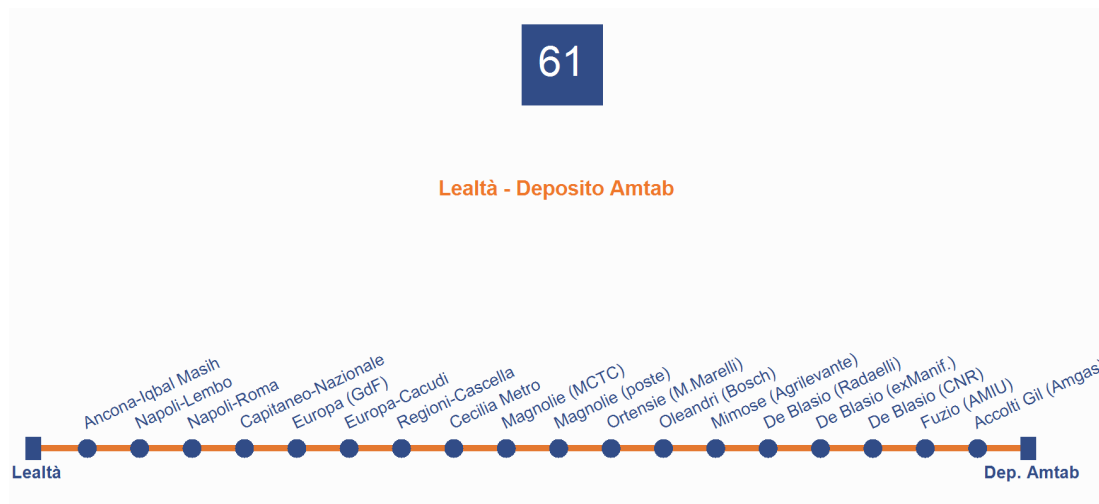 61
Lealtà - Deposito Amtab
Ancona-Iqbal Masih
Napoli-Lembo
Napoli-Roma
Capitaneo-Nazionale
Europa (GdF)
Europa-Cacudi
Regioni-Cascella
Cecilia Metro
Magnolie (MCTC)
Magnolie (poste)
Ortensie (M.Marelli)
Oleandri (Bosch)
Mimose (Agrilevante)
De Blasio (Radaelli)
De Blasio (exManif.)
De Blasio (CNR)
Fuzio (AMIU)
Accolti Gil (Amgas)
Lealtà
Dep. Amtab